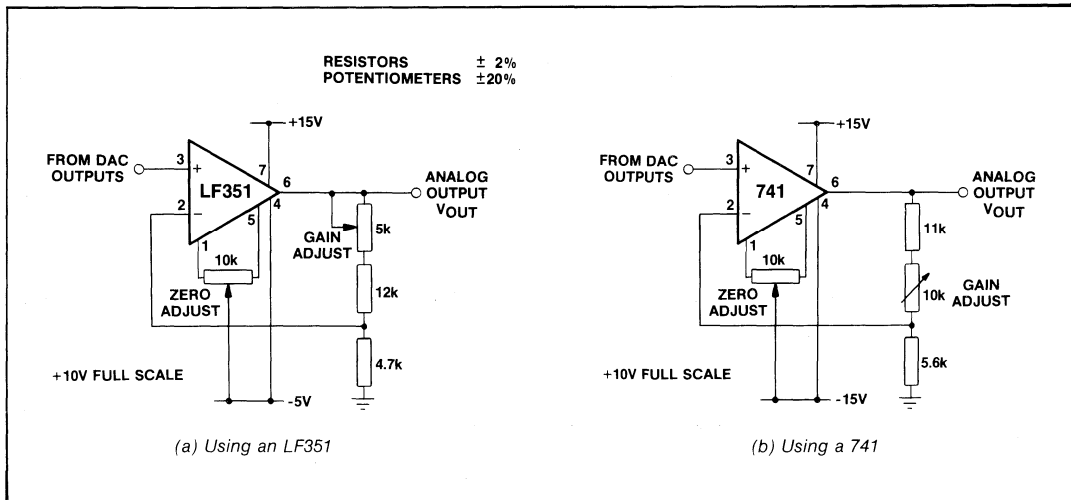 RESISTORS ± 2%
POTENTIOMETERS ±20%
+15V
FROM DAC
OUTPUTS
3
+
LF351
7
6
4
2
−
5
1
10k
ZERO
ADJUST
GAIN
ADJUST
5k
12k
4.7k
ANALOG
OUTPUT
VOUT
+10V FULL SCALE
-5V
(a) Using an LF351
+15V
FROM DAC
OUTPUTS
3
+
741
7
6
4
2
−
5
1
10k
ZERO
ADJUST
11k
10k
GAIN
ADJUST
5.6k
ANALOG
OUTPUT
VOUT
+10V FULL SCALE
-15V
(b) Using a 741